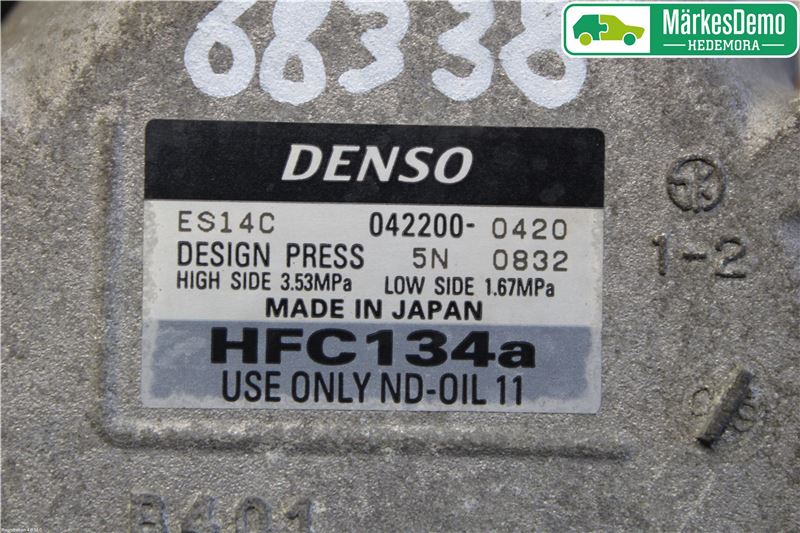 68338
MärkesDemo
HEDEMORA
DENSO
ES14C 042200- 0420
DESIGN PRESS 5N 0832
HIGH SIDE 3.53MPa LOW SIDE 1.67MPa
MADE IN JAPAN
HFC134a
USE ONLY ND-OIL 11
1-2
B401